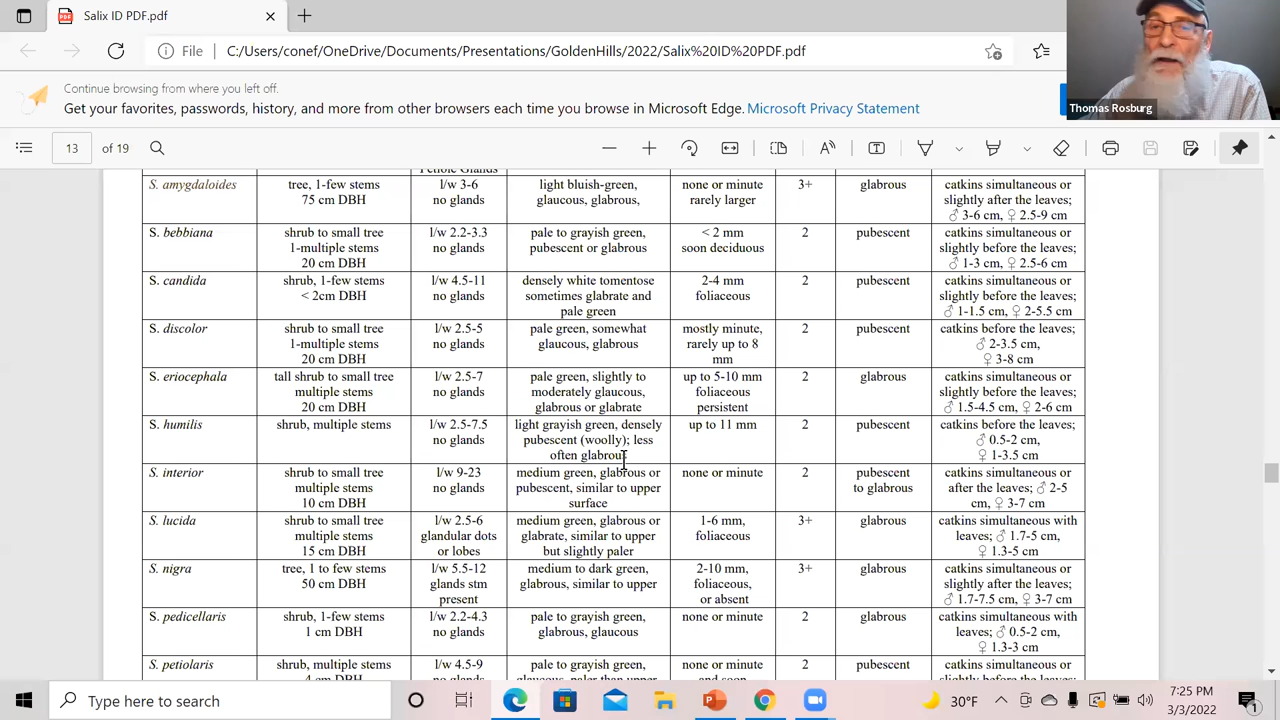 Salix ID PDF.pdf
File C:/Users/conef/OneDrive/Documents/Presentations/GoldenHills/2022/Salix%20ID%20PDF.pdf
Continue browsing from where you left off.
Get your favorites, passwords, history, and more from other browsers each time you browse in Microsoft Edge. Microsoft Privacy Statement
Thomas Rosburg
13 of 19
Petiole Glands
S. amygdaloides tree, 1-few stems l/w 3-6 light bluish-green, none or minute 3+ glabrous catkins simultaneous or
75 cm DBH no glands glaucous, glabrous, rarely larger slightly after the leaves;
♂ 3-6 cm, ♀ 2.5-9 cm
S. bebbiana shrub to small tree l/w 2.2-3.3 pale to grayish green, < 2 mm 2 pubescent catkins simultaneous or
1-multiple stems no glands pubescent or glabrous soon deciduous slightly before the leaves;
20 cm DBH ♂ 1-3 cm, ♀ 2.5-6 cm
S. candida shrub, 1-few stems l/w 4.5-11 densely white tomentose 2-4 mm 2 pubescent catkins simultaneous or
< 2cm DBH no glands sometimes glabrate and foliaceous slightly before the leaves;
pale green ♂ 1-1.5 cm, ♀ 2-5.5 cm
S. discolor shrub to small tree l/w 2.5-5 pale green, somewhat mostly minute, 2 pubescent catkins before the leaves;
1-multiple stems no glands glaucous, glabrous rarely up to 8 ♂ 2-3.5 cm,
20 cm DBH mm ♀ 3-8 cm
S. eriocephala tall shrub to small tree l/w 2.5-7 pale green, slightly to up to 5-10 mm 2 glabrous catkins simultaneous or
multiple stems no glands moderately glaucous, foliaceous slightly before the leaves;
20 cm DBH glabrous or glabrate persistent ♂ 1.5-4.5 cm, ♀ 2-6 cm
S. humilis shrub, multiple stems l/w 2.5-7.5 light grayish green, densely up to 11 mm 2 pubescent catkins before the leaves;
no glands pubescent (woolly); less ♂ 0.5-2 cm,
often glabrous ♀ 1-3.5 cm
S. interior shrub to small tree l/w 9-23 medium green, glabrous or none or minute 2 pubescent catkins simultaneous or
multiple stems no glands pubescent, similar to upper to glabrous after the leaves; ♂ 2-5
10 cm DBH surface cm, ♀ 3-7 cm
S. lucida shrub to small tree l/w 2.5-6 medium green, glabrous or 1-6 mm, 3+ glabrous catkins simultaneous with
multiple stems glandular dots glabrate, similar to upper foliaceous leaves; ♂ 1.7-5 cm,
15 cm DBH or lobes but slightly paler ♀ 1.3-5 cm
S. nigra tree, 1 to few stems l/w 5.5-12 medium to dark green, 2-10 mm, 3+ glabrous catkins simultaneous or
50 cm DBH glands stm glabrous, similar to upper foliaceous, slightly after the leaves;
present or absent ♂ 1.7-7.5 cm, ♀ 3-7 cm
S. pedicellaris shrub, 1-few stems l/w 2.2-4.3 pale to grayish green, none or minute 2 glabrous catkins simultaneous with
1 cm DBH no glands glabrous, glaucous leaves; ♂ 0.5-2 cm,
♀ 1.3-3 cm
S. petiolaris shrub, multiple stems l/w 4.5-9 pale to grayish green, none or minute 2 pubescent catkins simultaneous or
4 cm DBH no glands glaucous, paler than upper and soon slightly before the leaves;
Type here to search
30°F
7:25 PM
3/3/2022
1